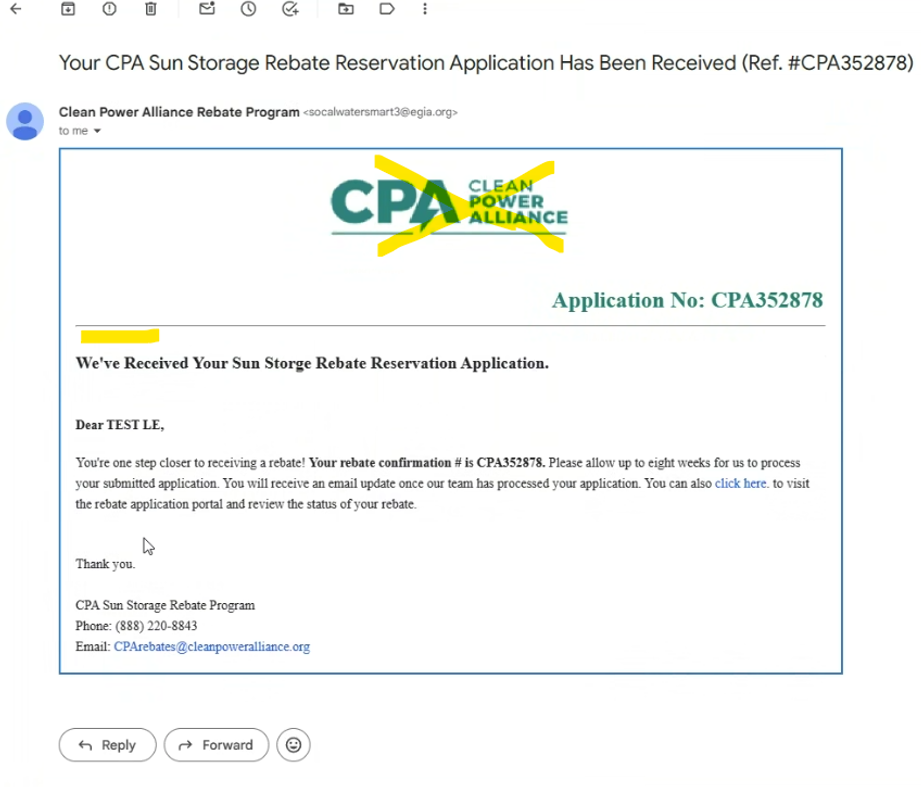 Your CPA Sun Storage Rebate Reservation Application Has Been Received (Ref. #CPA352878)
Clean Power Alliance Rebate Program <socalwatersmart3@egia.org>
to me
CPA CLEAN
POWER
ALLIANCE
Application No: CPA352878
We've Received Your Sun Storge Rebate Reservation Application.
Dear TEST LE,
You're one step closer to receiving a rebate! Your rebate confirmation # is CPA352878. Please allow up to eight weeks for us to process
your submitted application. You will receive an email update once our team has processed your application. You can also click here. to visit
the rebate application portal and review the status of your rebate.
Thank you.
CPA Sun Storage Rebate Program
Phone: (888) 220-8843
Email: CPArebates@cleanpoweralliance.org
Reply Forward